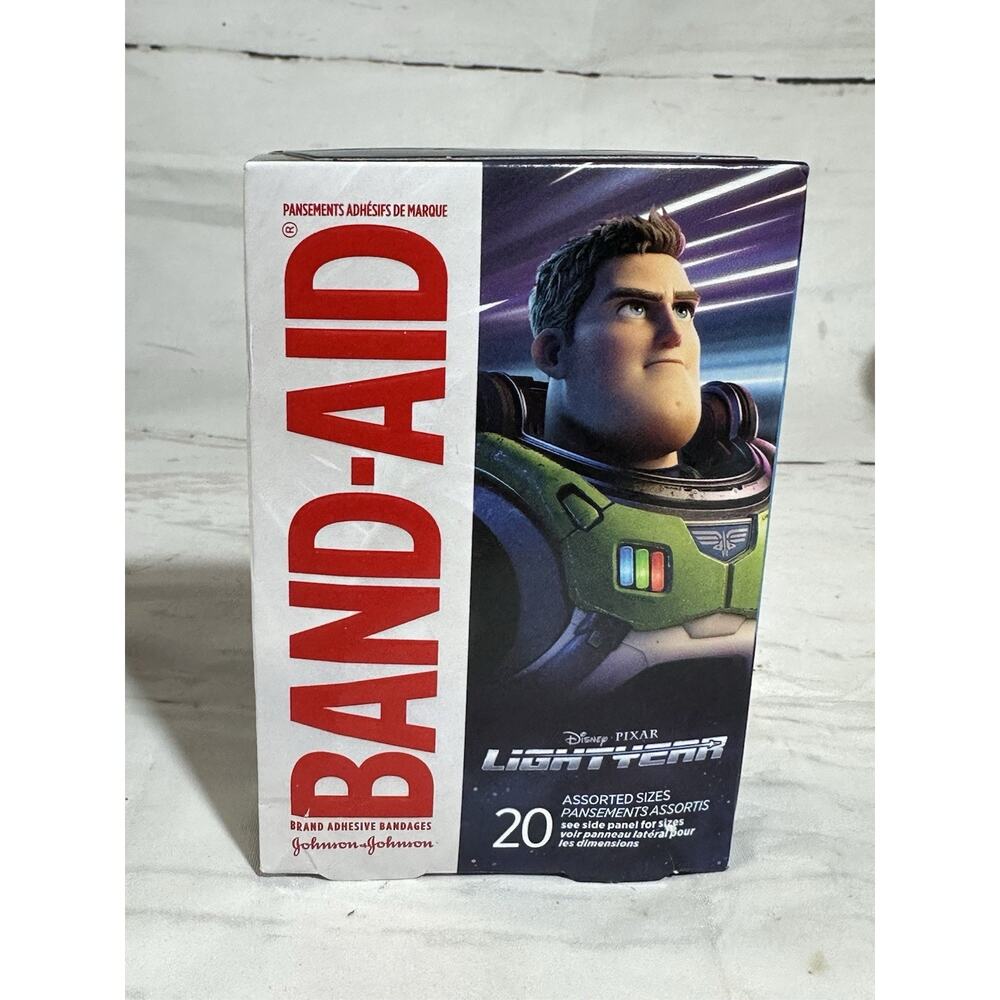 PANSEMENTS ADHÉSIFS DE MARQUE
BAND-AID®
BRAND ADHESIVE BANDAGES
Johnson & Johnson
Disney · PIXAR
LIGHTYEAR
20
ASSORTED SIZES
PANSEMENTS ASSORTIS
see side panel for sizes
voir panneau latéral pour
les dimensions